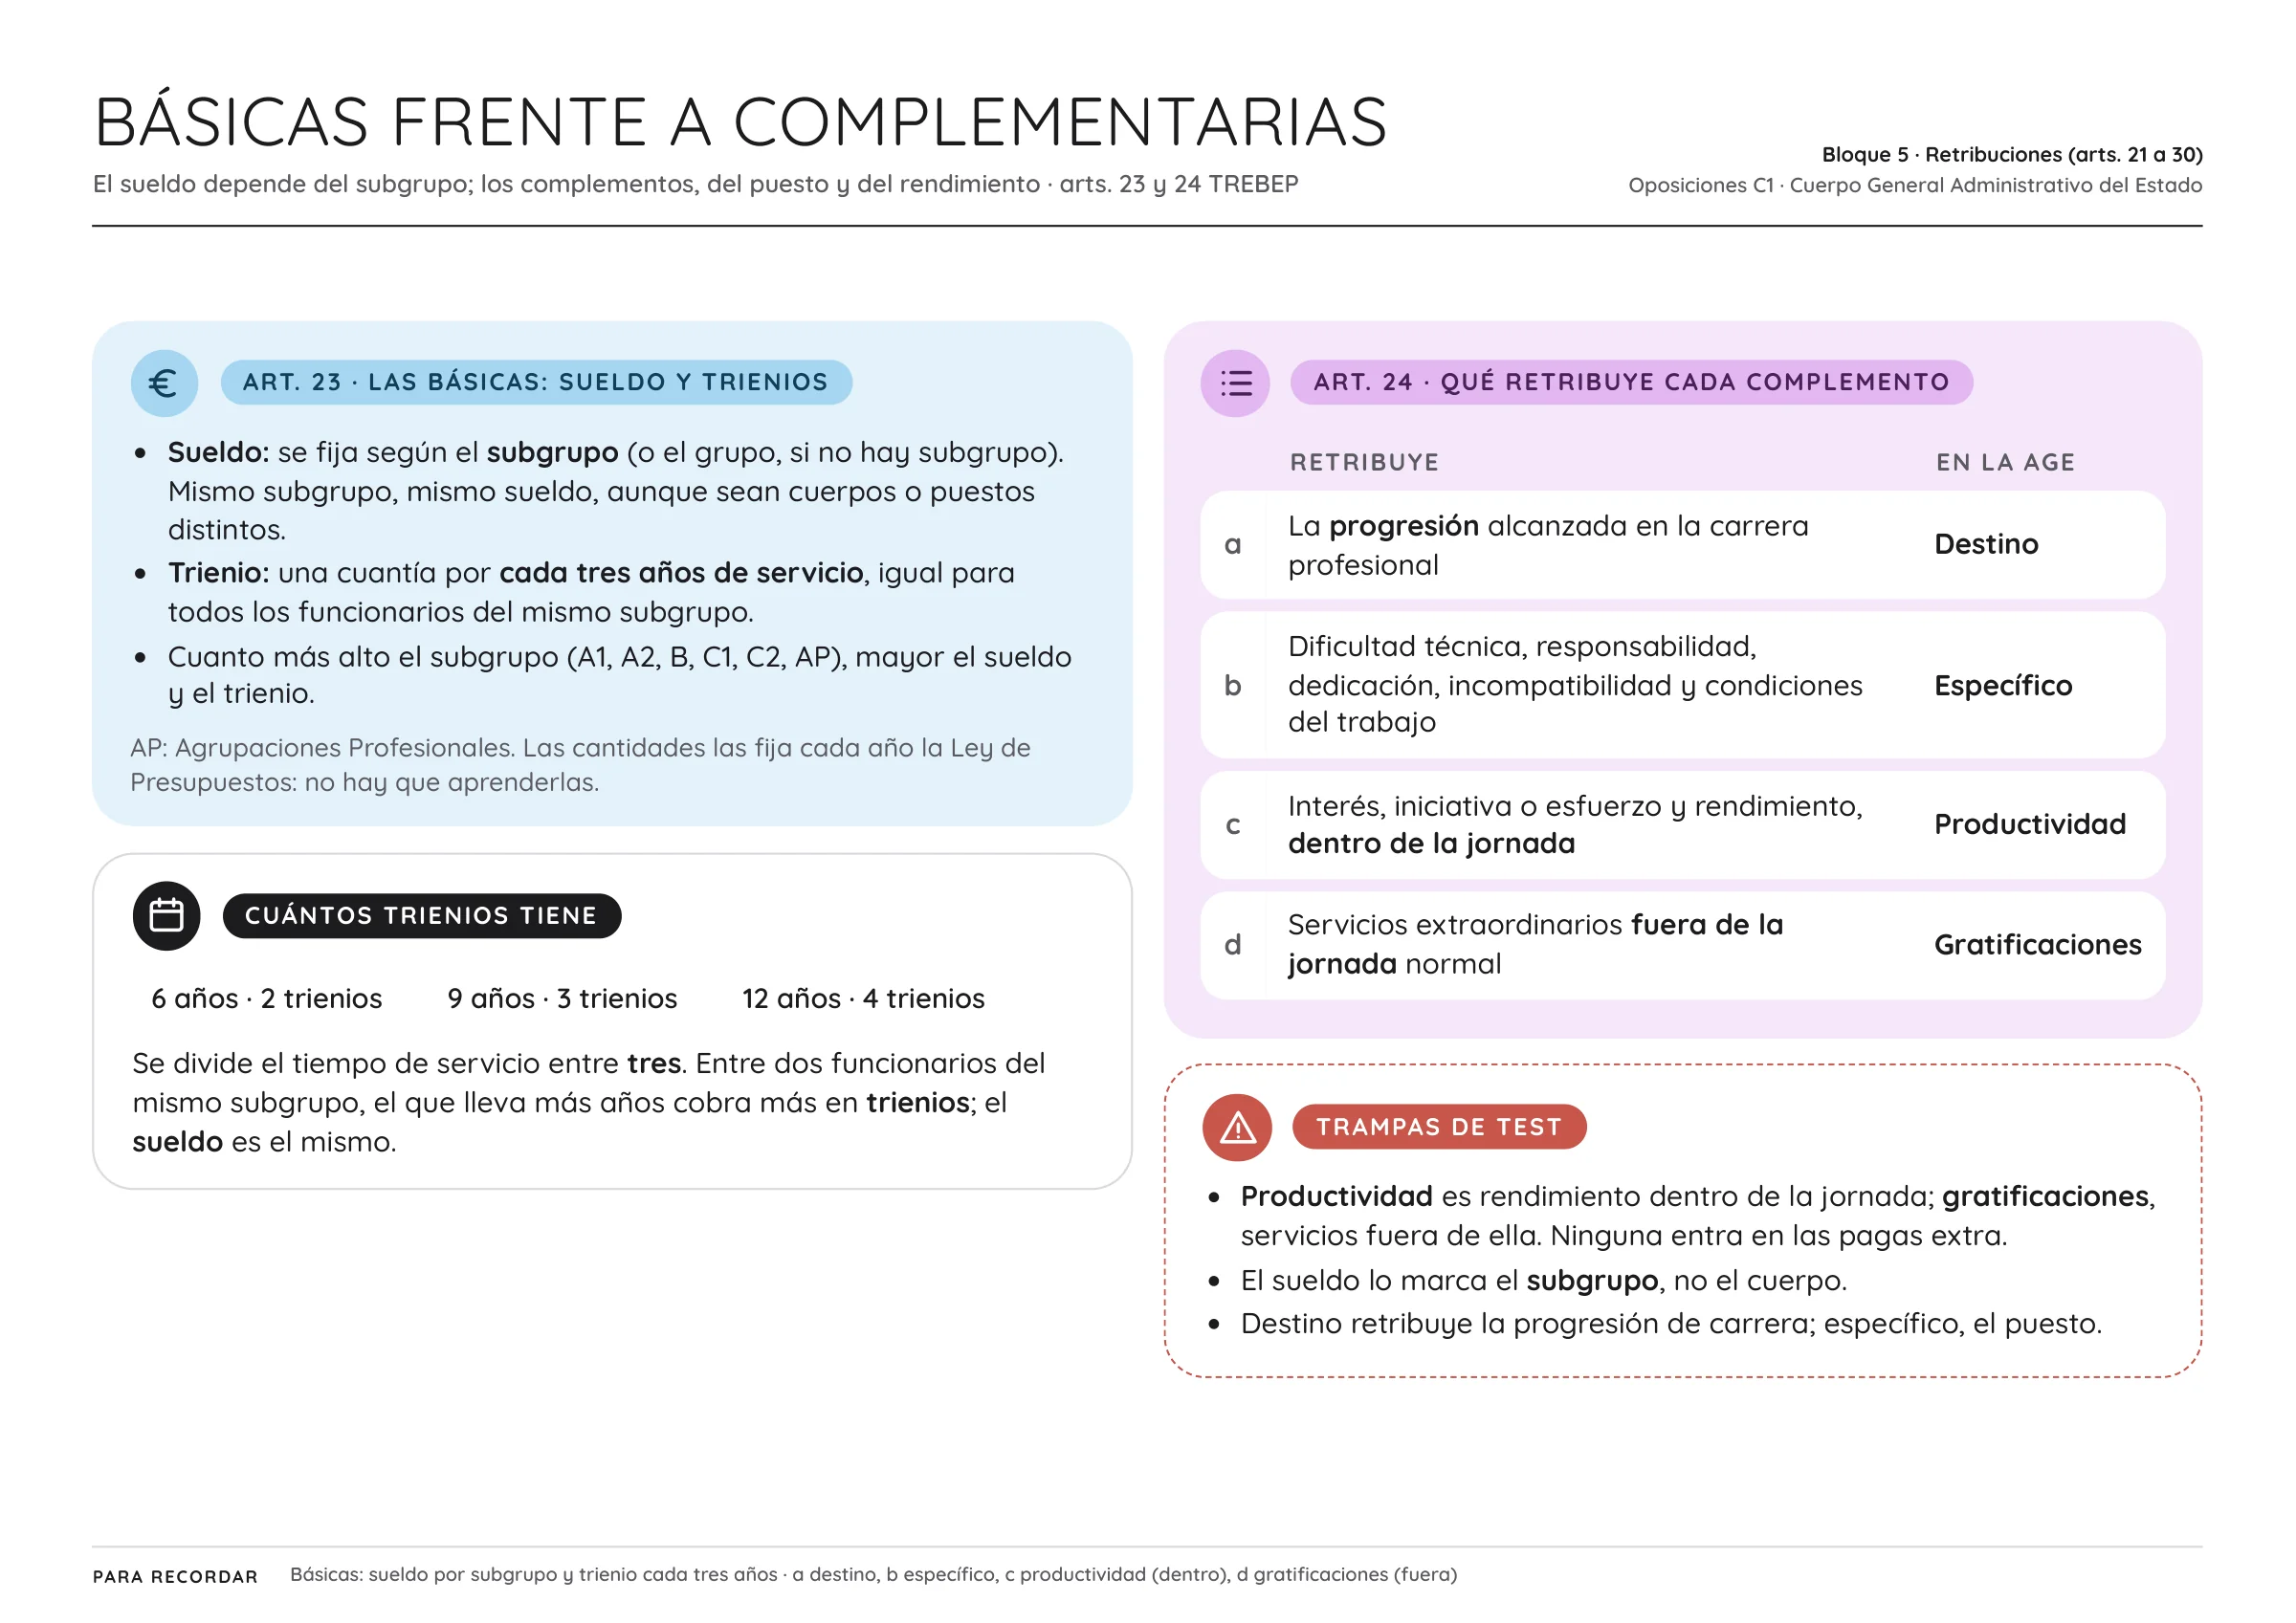 BÁSICAS FRENTE A COMPLEMENTARIAS
El sueldo depende del subgrupo; los complementos, del puesto y del rendimiento · arts. 23 y 24 TREBEP
Bloque 5 · Retribuciones (arts. 21 a 30)
Oposiciones C1 · Cuerpo General Administrativo del Estado
€
ART. 23 · LAS BÁSICAS: SUELDO Y TRIENIOS
• Sueldo: se fija según el subgrupo (o el grupo, si no hay subgrupo).
Mismo subgrupo, mismo sueldo, aunque sean cuerpos o puestos
distintos.
• Trienio: una cuantía por cada tres años de servicio, igual para
todos los funcionarios del mismo subgrupo.
• Cuanto más alto el subgrupo (A1, A2, B, C1, C2, AP), mayor el sueldo
y el trienio.
AP: Agrupaciones Profesionales. Las cantidades las fija cada año la Ley de
Presupuestos: no hay que aprenderlas.
CUÁNTOS TRIENIOS TIENE
6 años · 2 trienios 9 años · 3 trienios 12 años · 4 trienios
Se divide el tiempo de servicio entre tres. Entre dos funcionarios del
mismo subgrupo, el que lleva más años cobra más en trienios; el
sueldo es el mismo.
ART. 24 · QUÉ RETRIBUYE CADA COMPLEMENTO
RETRIBUYE EN LA AGE
a La progresión alcanzada en la carrera
profesional
Destino
b Dificultad técnica, responsabilidad,
dedicación, incompatibilidad y condiciones
del trabajo
Específico
c Interés, iniciativa o esfuerzo y rendimiento,
dentro de la jornada
Productividad
d Servicios extraordinarios fuera de la
jornada normal
Gratificaciones
TRAMPAS DE TEST
• Productividad es rendimiento dentro de la jornada; gratificaciones,
servicios fuera de ella. Ninguna entra en las pagas extra.
• El sueldo lo marca el subgrupo, no el cuerpo.
• Destino retribuye la progresión de carrera; específico, el puesto.
PARA RECORDAR Básicas: sueldo por subgrupo y trienio cada tres años · a destino, b específico, c productividad (dentro), d gratificaciones (fuera)